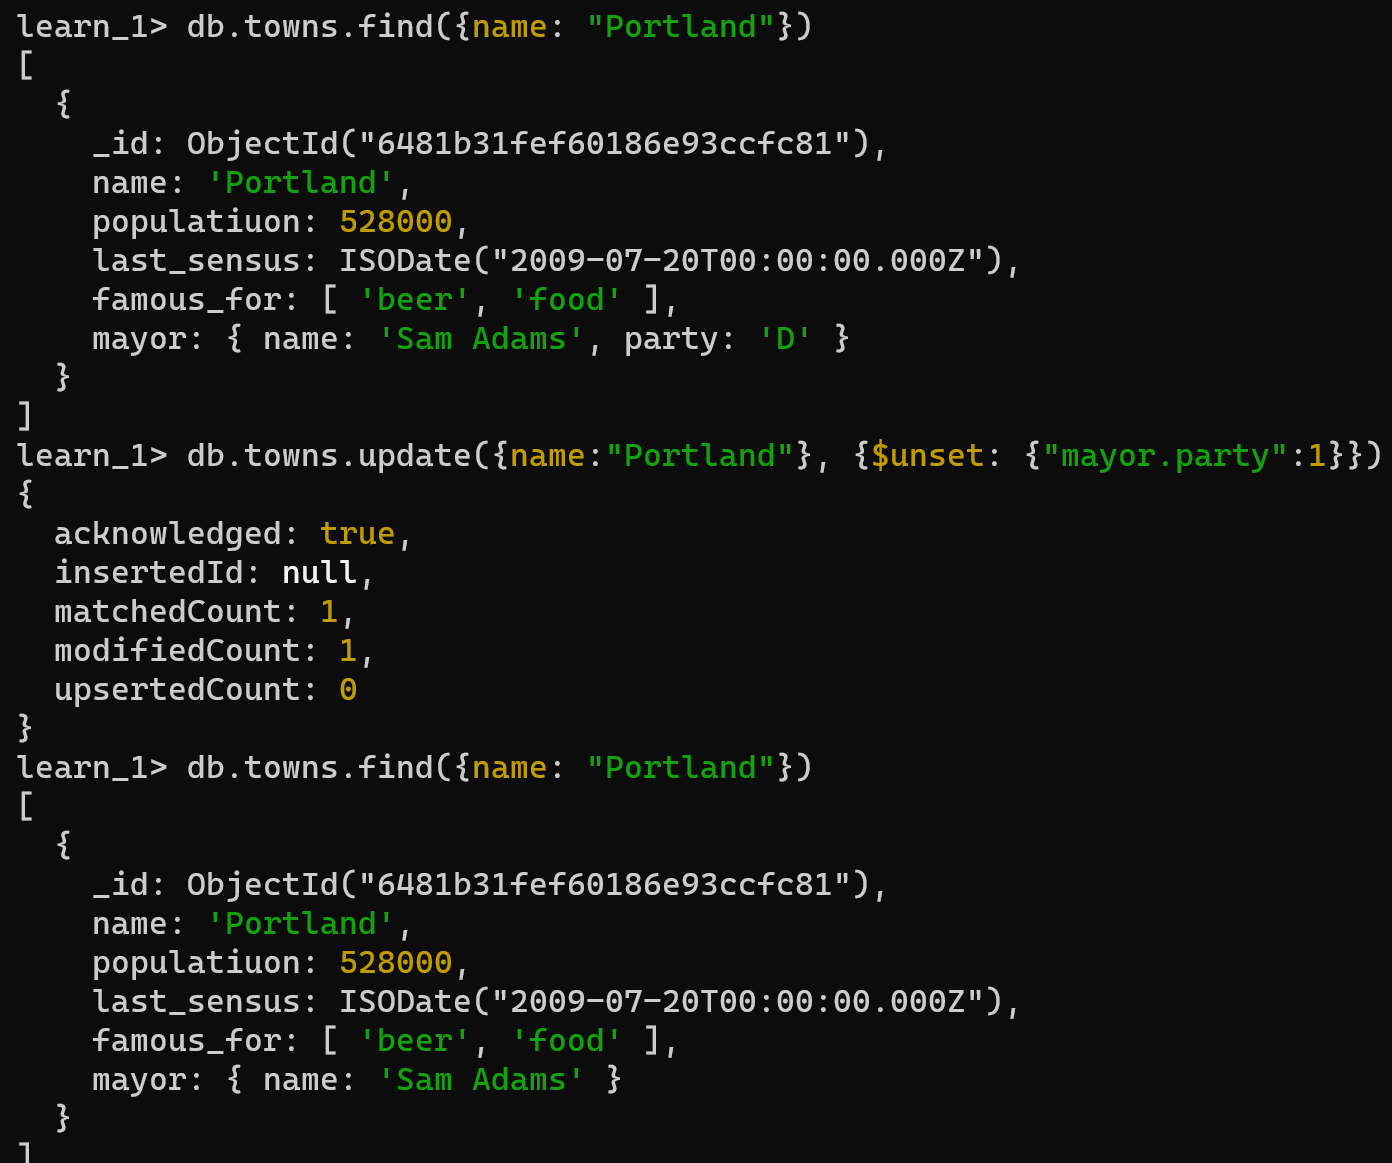 learn_1> db.towns.find({name: "Portland"})
[
  {
    _id: ObjectId("6481b31fef60186e93ccfc81"),
    name: 'Portland',
    populatiuon: 528000,
    last_sensus: ISODate("2009-07-20T00:00:00.000Z"),
    famous_for: [ 'beer', 'food' ],
    mayor: { name: 'Sam Adams', party: 'D' }
  }
]
learn_1> db.towns.update({name:"Portland"}, {$unset: {"mayor.party":1}})
{
  acknowledged: true,
  insertedId: null,
  matchedCount: 1,
  modifiedCount: 1,
  upsertedCount: 0
}
learn_1> db.towns.find({name: "Portland"})
[
  {
    _id: ObjectId("6481b31fef60186e93ccfc81"),
    name: 'Portland',
    populatiuon: 528000,
    last_sensus: ISODate("2009-07-20T00:00:00.000Z"),
    famous_for: [ 'beer', 'food' ],
    mayor: { name: 'Sam Adams' }
  }
]